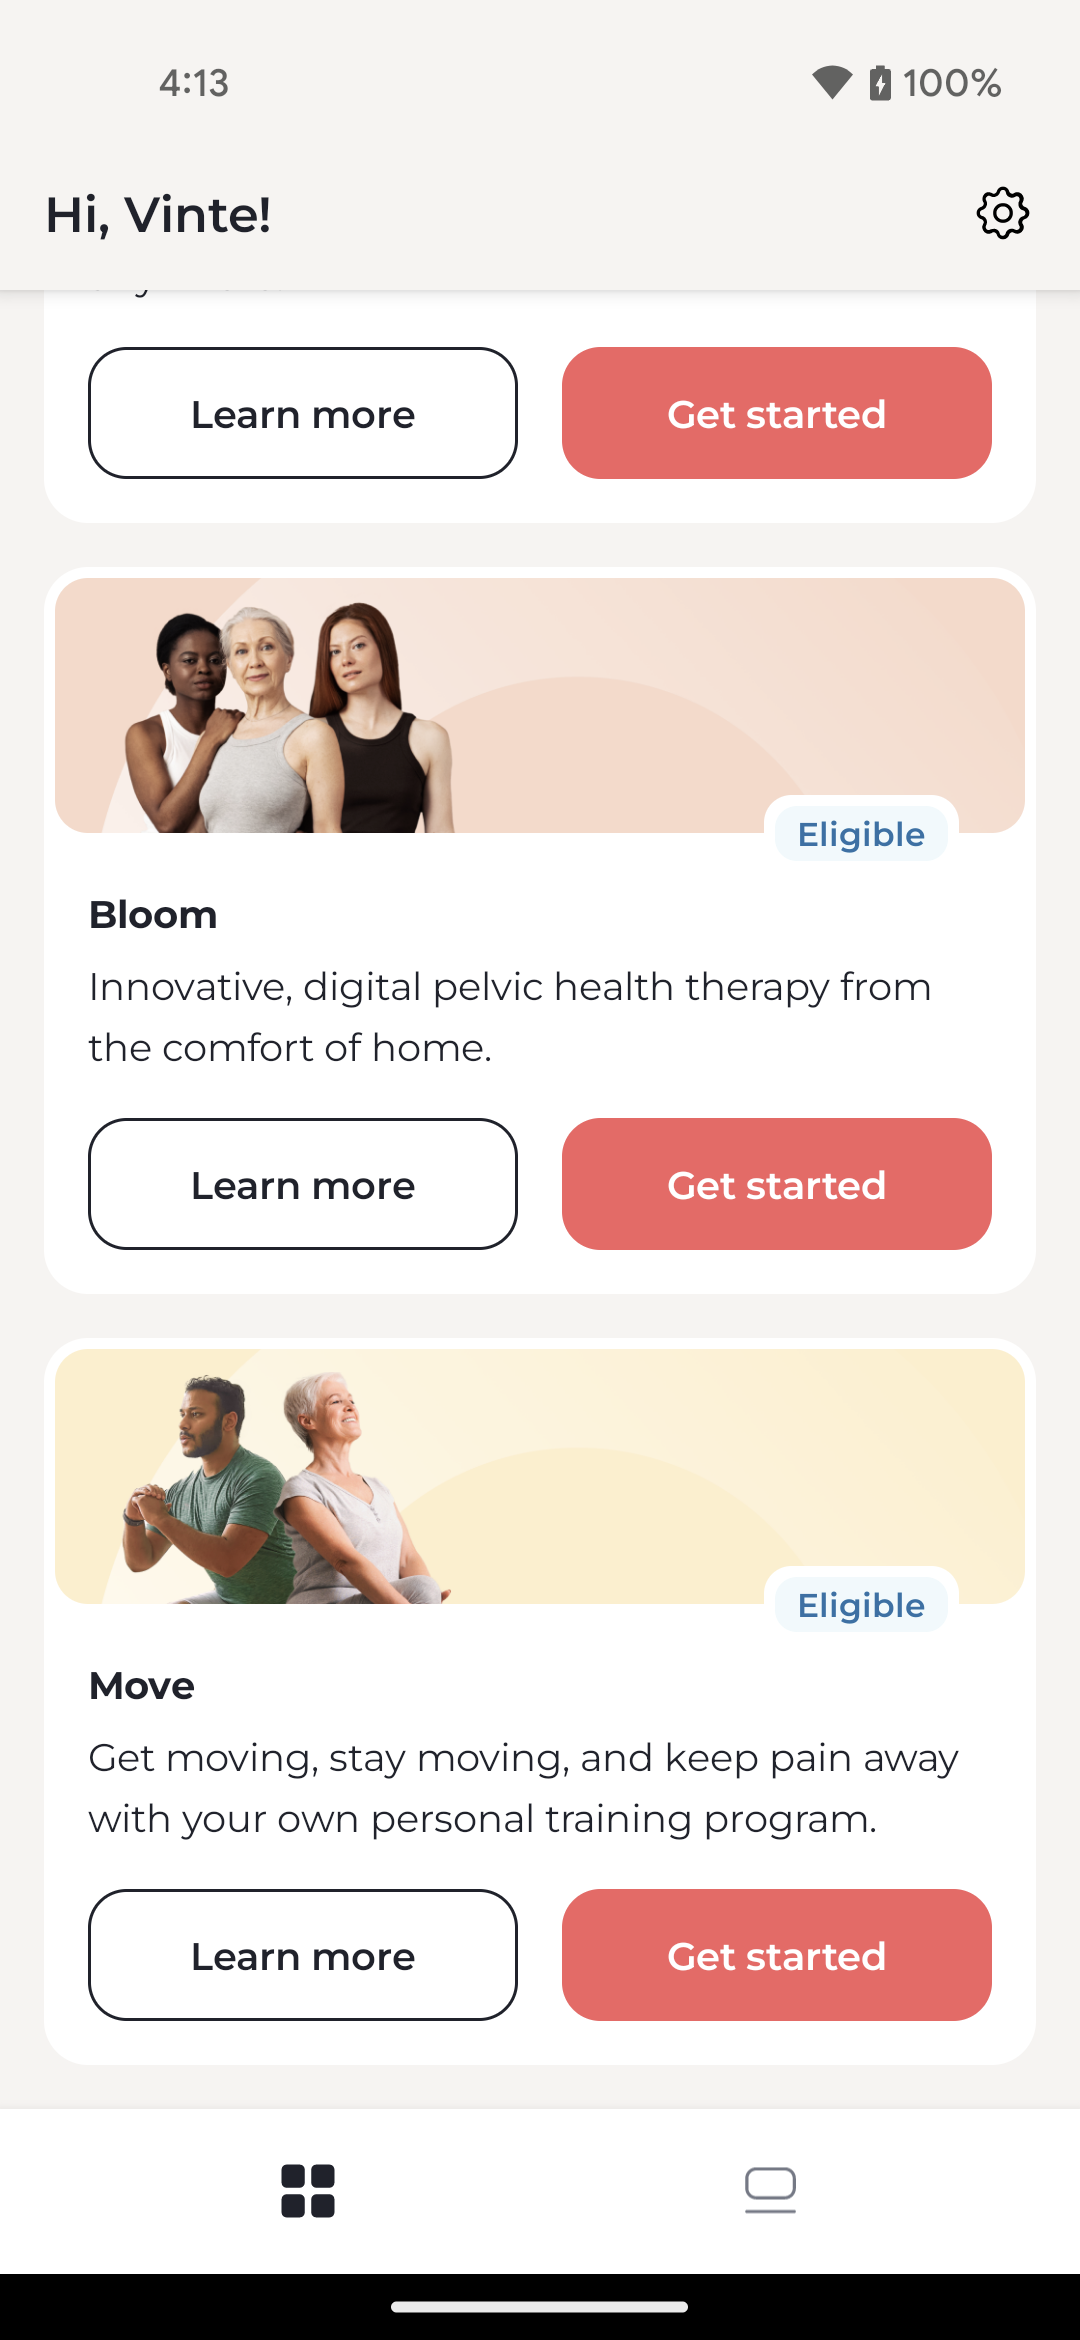 4:13
100%
Hi, Vinte!
Learn more
Get started
Eligible
Bloom
Innovative, digital pelvic health therapy from
the comfort of home.
Learn more
Get started
Eligible
Move
Get moving, stay moving, and keep pain away
with your own personal training program.
Learn more
Get started